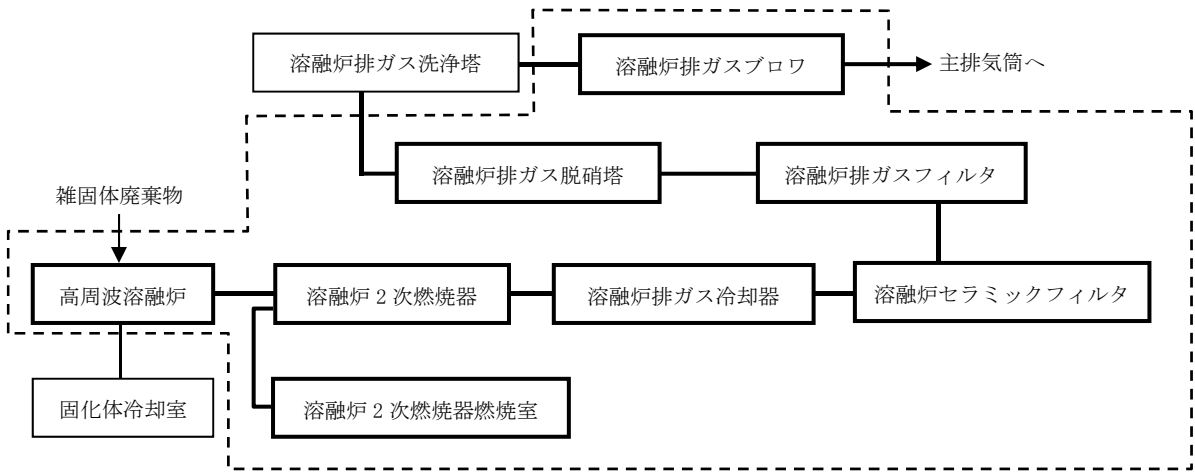 溶融炉排ガス洗浄塔
溶融炉排ガスブロワ
主排気筒へ
溶融炉排ガス脱硝塔
溶融炉排ガスフィルタ
雑固体廃棄物
高周波溶融炉
溶融炉2次燃焼器
溶融炉排ガス冷却器
溶融炉セラミックフィルタ
固化体冷却室
溶融炉2次燃焼器燃焼室